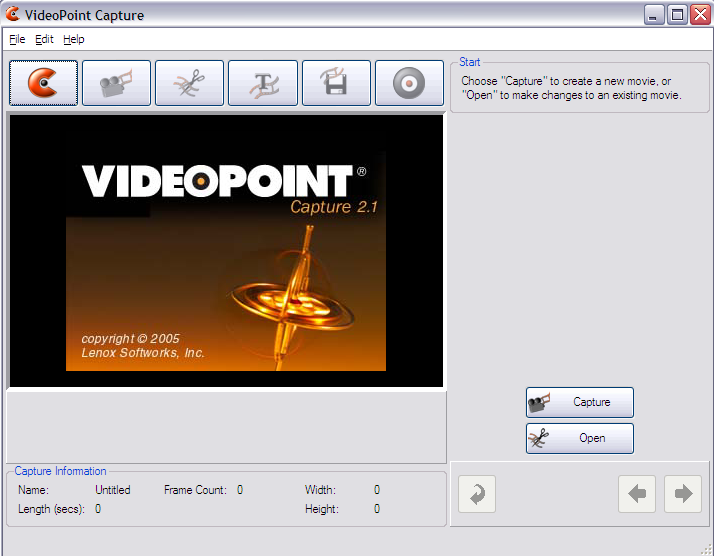 VideoPoint Capture
File Edit Help
Start
Choose "Capture" to create a new movie, or
"Open" to make changes to an existing movie.
VIDEOPOINT®
Capture 2.1
copyright © 2005
Lenox Softworks, Inc.
Capture
Open
Capture Information
Name: Untitled Frame Count: 0 Width: 0
Length (secs): 0 Height: 0